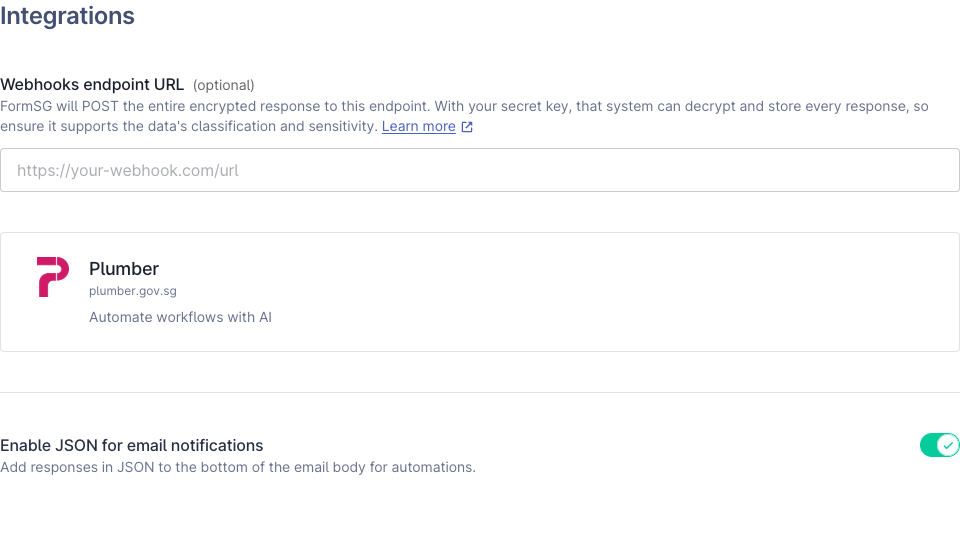 Integrations
Webhooks endpoint URL (optional)
FormSG will POST the entire encrypted response to this endpoint. With your secret key, that system can decrypt and store every response, so
ensure it supports the data's classification and sensitivity. Learn more
https://your-webhook.com/url
Plumber
plumber.gov.sg
Automate workflows with AI
Enable JSON for email notifications
Add responses in JSON to the bottom of the email body for automations.